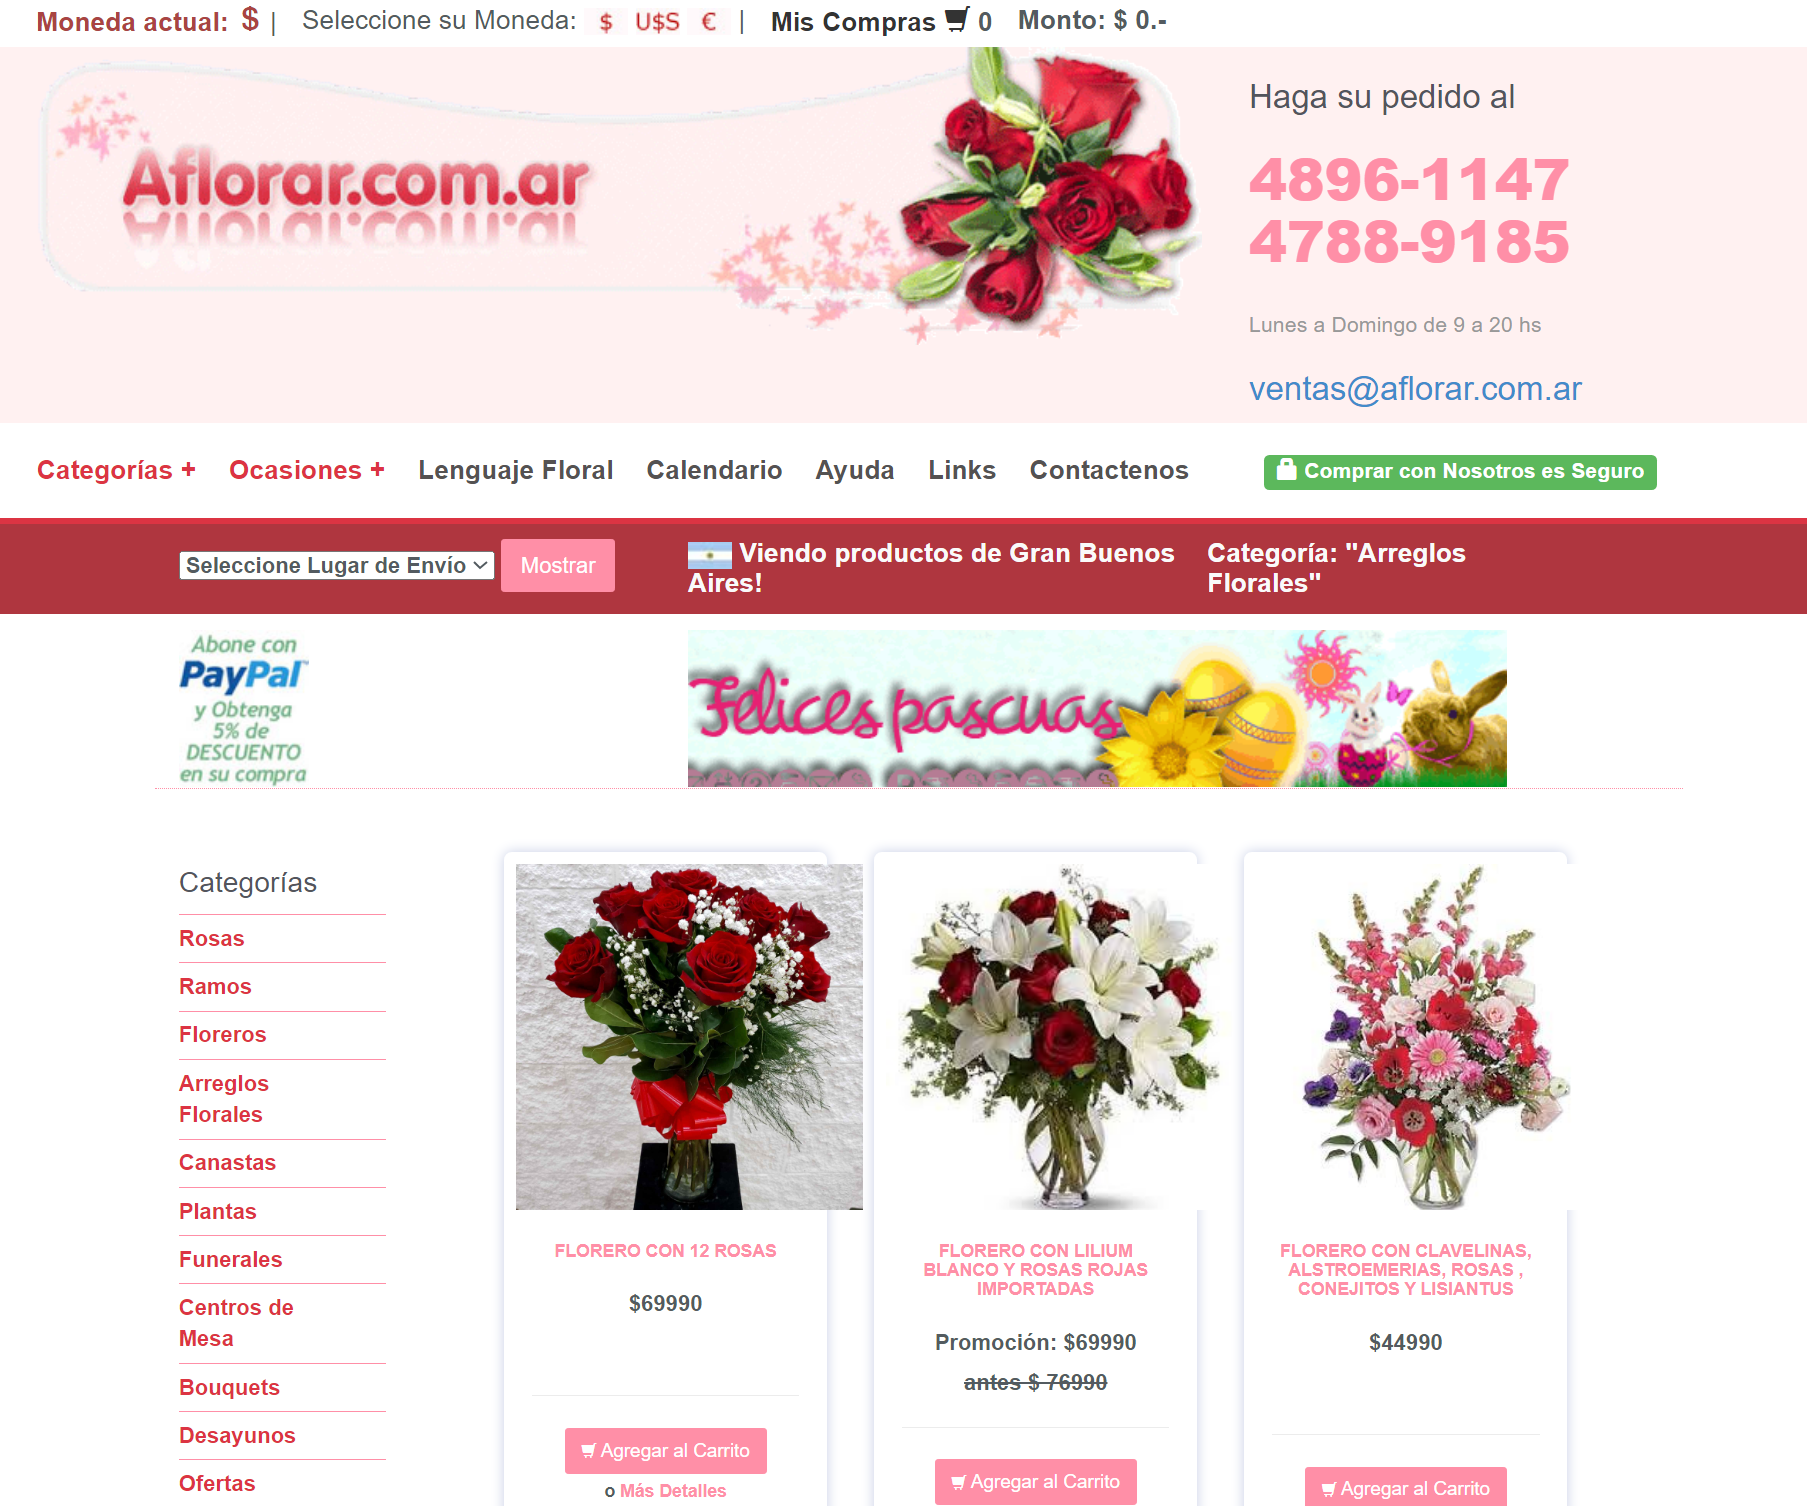 Moneda actual: $ | Seleccione su Moneda: $ U$S € | Mis Compras 0 Monto: $ 0.-
Aflorar.com.ar
Haga su pedido al
4896-1147
4788-9185
Lunes a Domingo de 9 a 20 hs
ventas@aflorar.com.ar
Categorías + Ocasiones + Lenguaje Floral Calendario Ayuda Links Contactenos Comprar con Nosotros es Seguro
Seleccione Lugar de Envío Mostrar
Viendo productos de Gran Buenos
Aires!
Categoría: "Arreglos
Florales"
Abone con
PayPal™
y Obtenga
5% de
DESCUENTO
en su compra
Felices pascuas
Categorías
Rosas
Ramos
Floreros
Arreglos
Florales
Canastas
Plantas
Funerales
Centros de
Mesa
Bouquets
Desayunos
Ofertas
FLORERO CON 12 ROSAS
$69990
Agregar al Carrito
o Más Detalles
FLORERO CON LILIUM
BLANCO Y ROSAS ROJAS
IMPORTADAS
Promoción: $69990
antes $ 76990
Agregar al Carrito
FLORERO CON CLAVELINAS,
ALSTROEMERIAS, ROSAS ,
CONEJITOS Y LISIANTUS
$44990
Agregar al Carrito